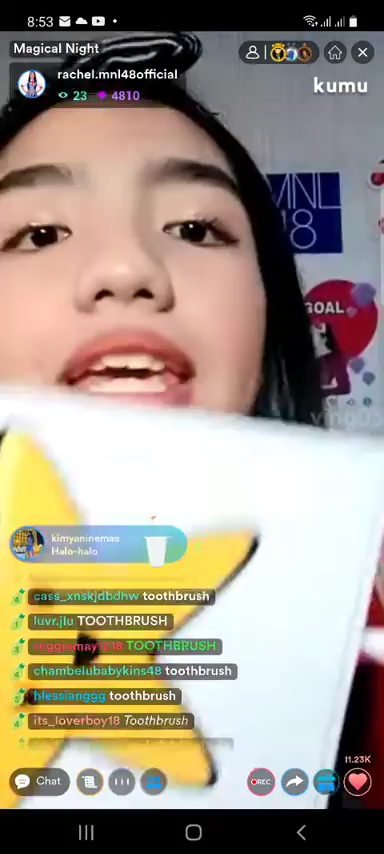 8:53
Magical Night
rachel.mnl48official
23 4810
kumu
MNL
48
GOAL
kimyaninemae
Halo-halo
cass_xnskjdbdhw toothbrush
luvr.jlu TOOTHBRUSH
TOOTHBRUSH
chambelubabykins48 toothbrush
blessianggg toothbrush
its_loverboy18 Toothbrush
11.23K
Chat
REC